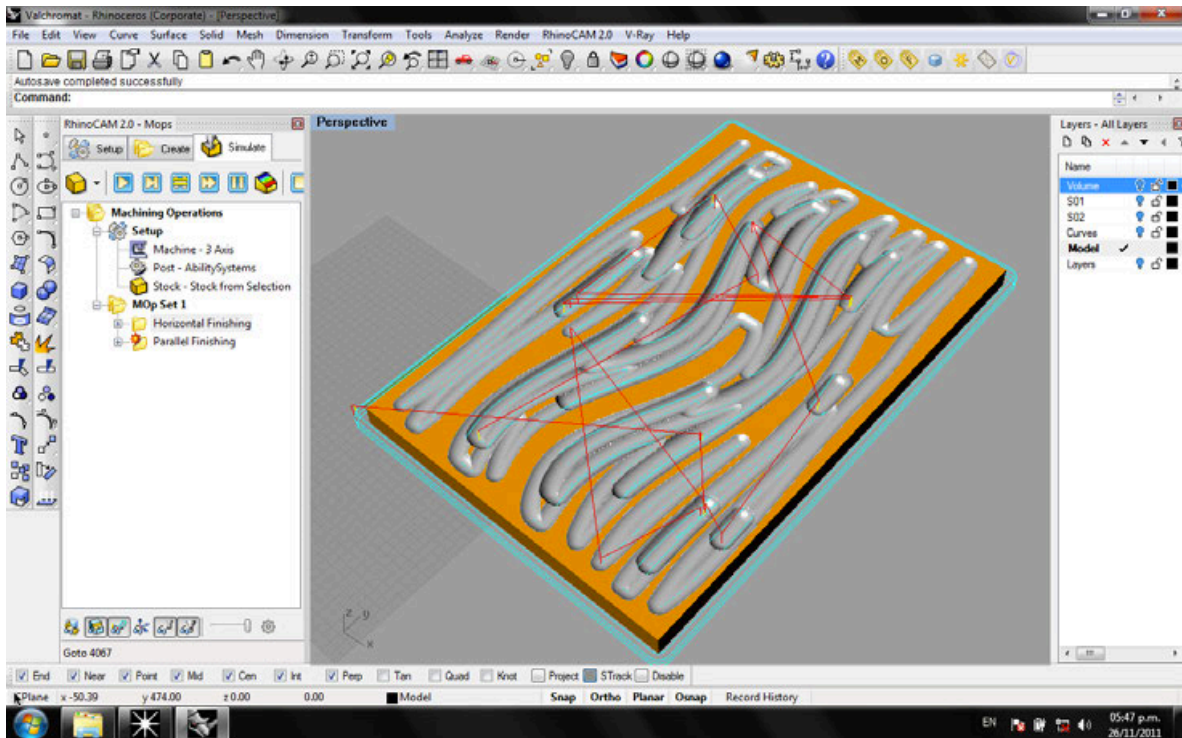 Valchromat - Rhinoceros (Corporate) - [Perspective]
File Edit View Curve Surface Solid Mesh Dimension Transform Tools Analyze Render RhinoCAM 2.0 V-Ray Help
Autosave completed successfully
Command:
RhinoCAM 2.0 - Mops
Setup Create Simulate
Machining Operations
Setup
Machine - 3 Axis
Post - AbilitySystems
Stock - Stock from Selection
MOp Set 1
Horizontal Finishing
Parallel Finishing
Goto 4067
Perspective
z y
x
Layers - All Layers
Name
Volume
S01
S02
Curves
Model
Layers
End Near Point Mid Cen Int Perp Tan Quad Knot Project STrack Disable
CPlane x -50.39 y 474.00 z 0.00 0.00 Model Snap Ortho Planar Osnap Record History
EN 05:47 p.m.
26/11/2011